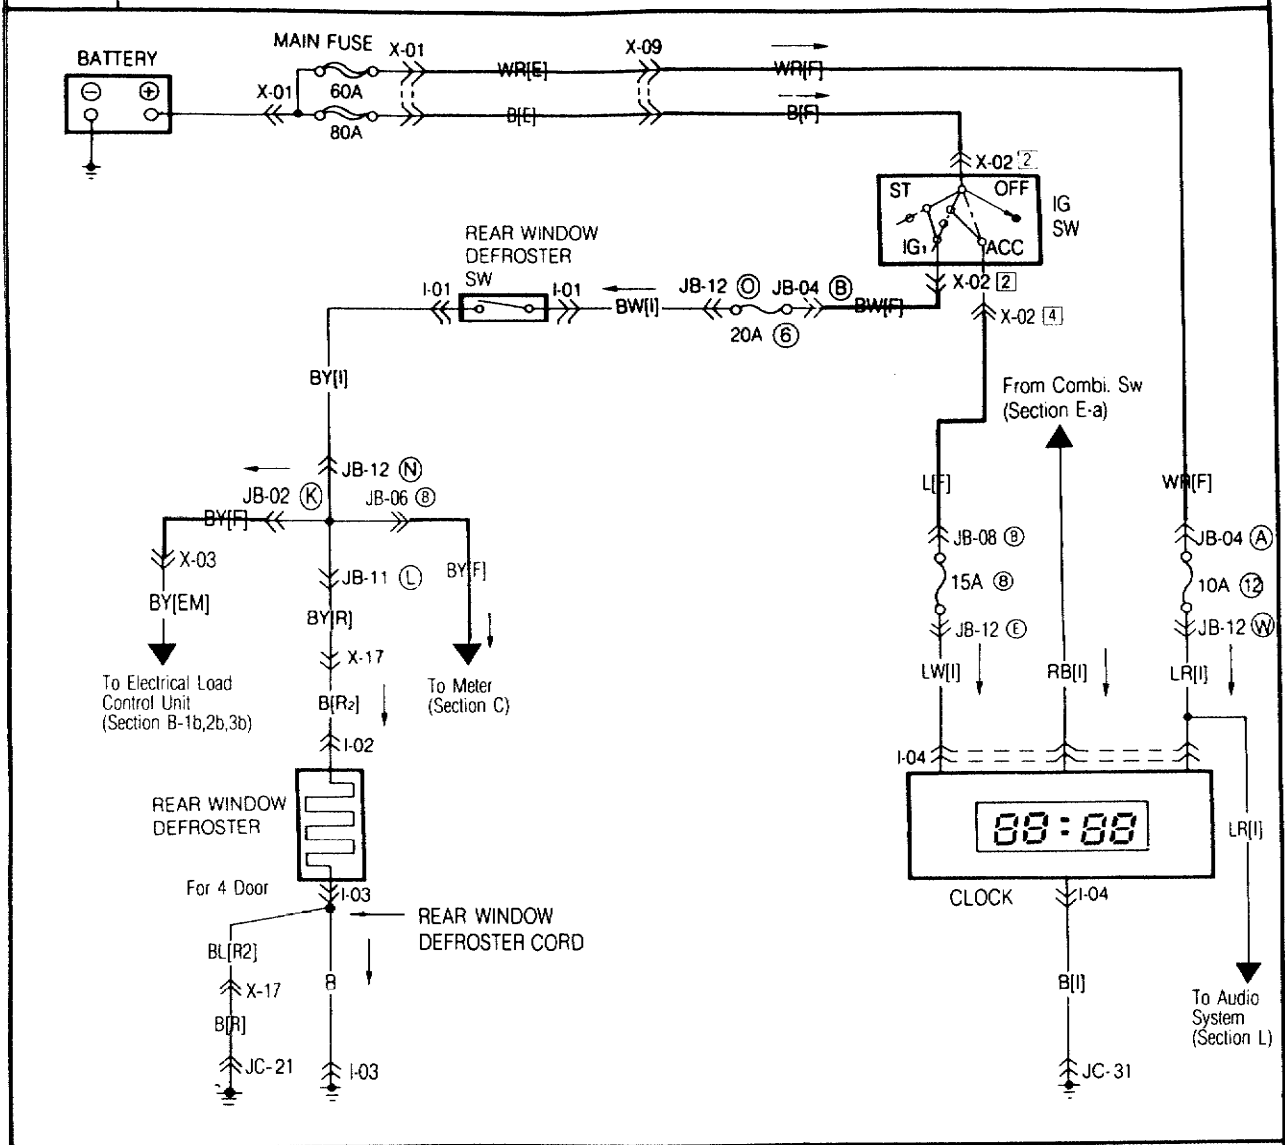 BATTERY
MAIN FUSE
X-01
X-09
WR[E]
WR[F]
X-01
60A
80A
B[E]
B[F]
X-02 2
ST
OFF
IG
SW
IG1
ACC
REAR WINDOW
DEFROSTER
SW
I-01
I-01
BW[I]
JB-12 O
JB-04 B
20A 6
BW[F]
X-02 2
X-02 4
BY[I]
From Combi. Sw
(Section E-a)
JB-12 N
JB-02 K
JB-06 8
BY[F]
L[F]
WR[F]
X-03
JB-11 L
BY[F]
JB-08 B
JB-04 A
BY[EM]
BY[R]
15A 8
10A 12
X-17
JB-12 E
JB-12 W
To Electrical Load
Control Unit
(Section B-1b,2b,3b)
B[R2]
To Meter
(Section C)
LW[I]
RB[I]
LR[I]
I-02
I-04
REAR WINDOW
DEFROSTER
88:88
LR[I]
For 4 Door
I-03
CLOCK
I-04
REAR WINDOW
DEFROSTER CORD
BL[R2]
B
B[I]
X-17
B[R]
To Audio
System
(Section L)
JC-21
I-03
JC-31